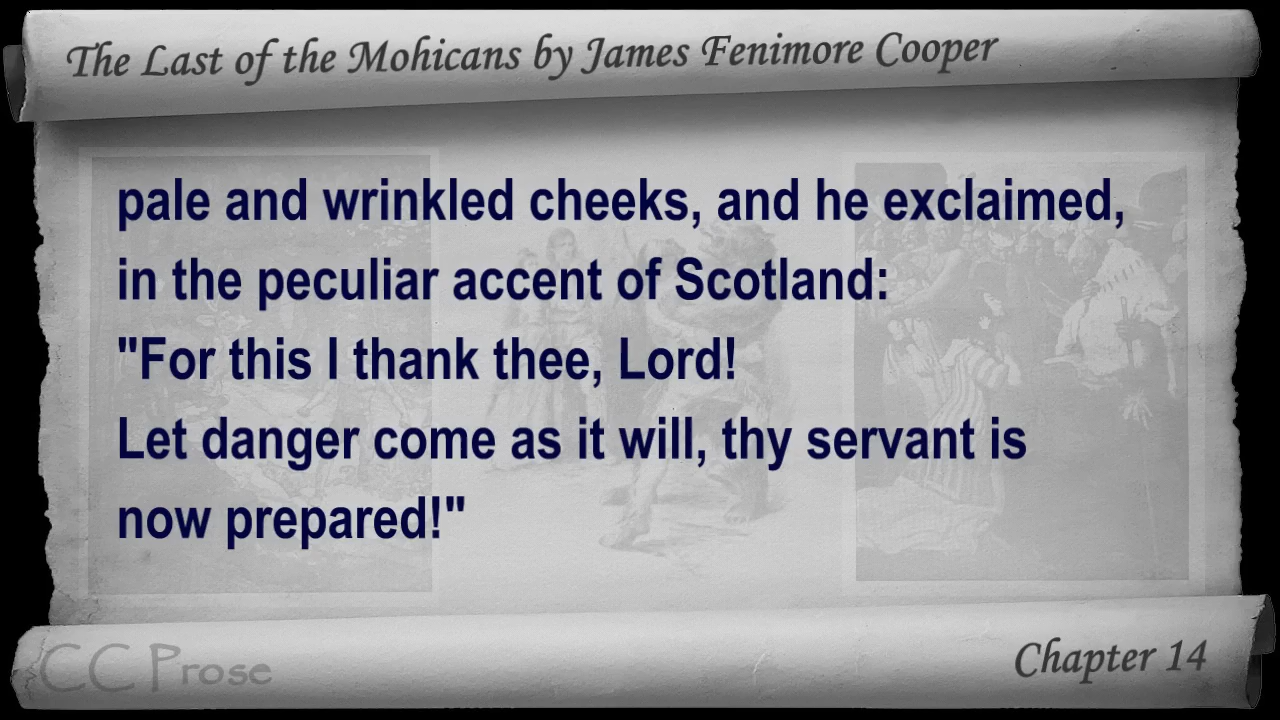 The Last of the Mohicans by James Fenimore Cooper
pale and wrinkled cheeks, and he exclaimed,
in the peculiar accent of Scotland:
"For this I thank thee, Lord!
Let danger come as it will, thy servant is
now prepared!"
CC Prose
Chapter 14